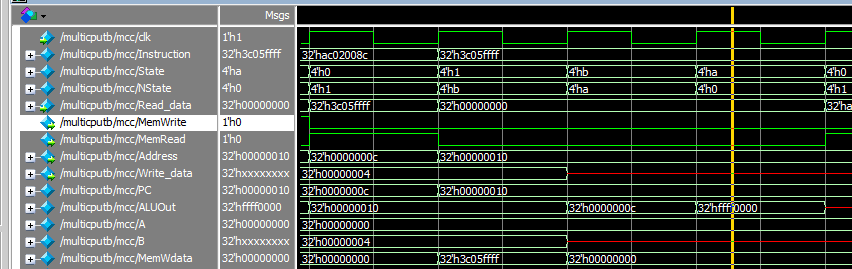 Msgs
/multicputb/mcc/clk 1'h1
/multicputb/mcc/Instruction 32'h3c05ffff 32'hac02008c 32'h3c05ffff
/multicputb/mcc/State 4'ha 4'h0 4'h1 4'hb 4'ha 4'h0
/multicputb/mcc/NState 4'h0 4'h1 4'hb 4'ha 4'h0 4'h1
/multicputb/mcc/Read_data 32'h00000000 32'h3c05ffff 32'h00000000 32'ha
/multicputb/mcc/MemWrite 1'h0
/multicputb/mcc/MemRead 1'h0
/multicputb/mcc/Address 32'h00000010 32'h0000000c 32'h00000010
/multicputb/mcc/Write_data 32'hxxxxxxxx 32'h00000004
/multicputb/mcc/PC 32'h00000010 32'h0000000c 32'h00000010
/multicputb/mcc/ALUOut 32'hffff0000 32'h00000010 32'h0000000c 32'hffff0000
/multicputb/mcc/A 32'h00000000 32'h00000000
/multicputb/mcc/B 32'hxxxxxxxx 32'h00000004
/multicputb/mcc/MemWdata 32'h00000000 32'h00000000 32'h3c05ffff 32'h00000000